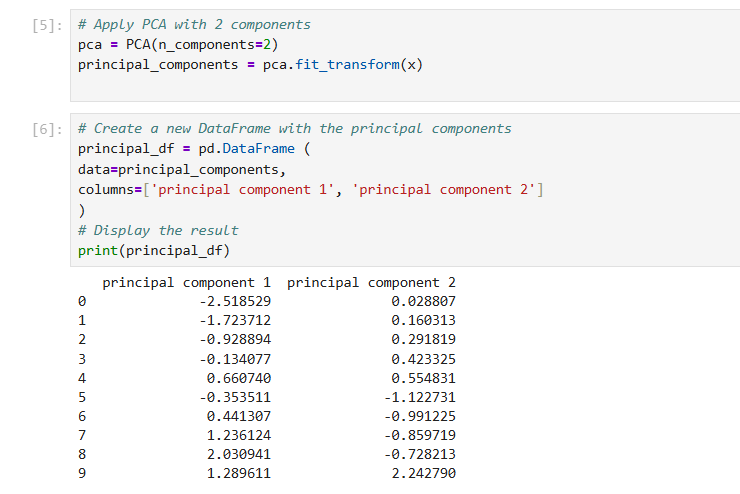 [5]: # Apply PCA with 2 components
pca = PCA(n_components=2)
principal_components = pca.fit_transform(x)
[6]: # Create a new DataFrame with the principal components
principal_df = pd.DataFrame (
data=principal_components,
columns=['principal component 1', 'principal component 2']
)
# Display the result
print(principal_df)
principal component 1 principal component 2
0 -2.518529 0.028807
1 -1.723712 0.160313
2 -0.928894 0.291819
3 -0.134077 0.423325
4 0.660740 0.554831
5 -0.353511 -1.122731
6 0.441307 -0.991225
7 1.236124 -0.859719
8 2.030941 -0.728213
9 1.289611 2.242790